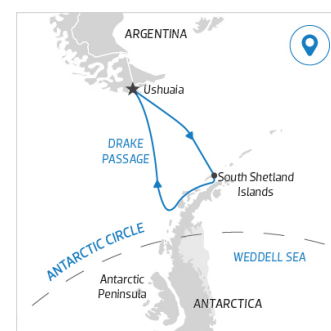 ARGENTINA
Ushuaia
DRAKE
PASSAGE
South Shetland
Islands
ANTARCTIC CIRCLE
WEDDELL SEA
Antarctic
Peninsula
ANTARCTICA